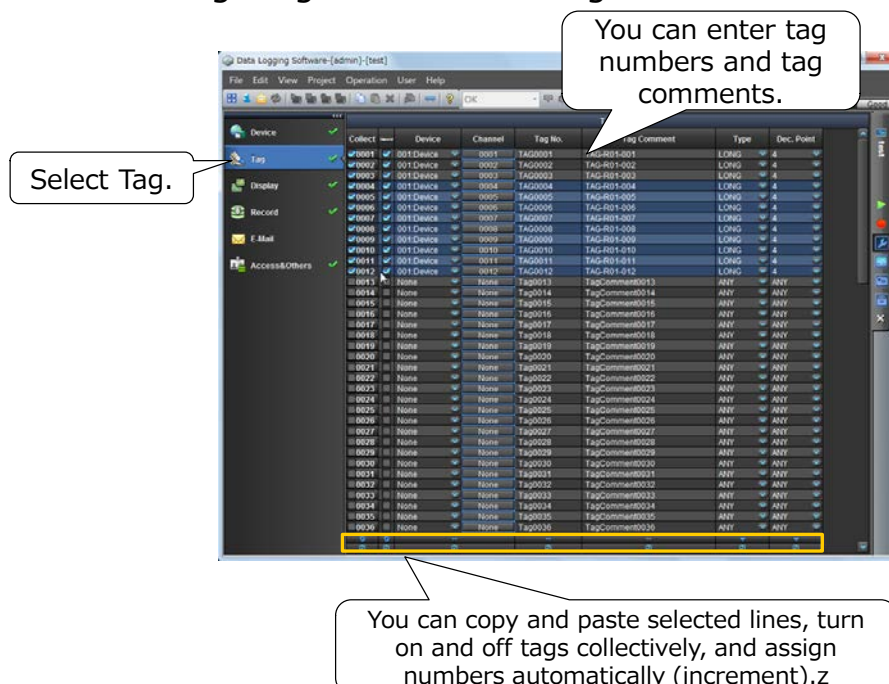 You can enter tag
numbers and tag
comments.
Data Logging Software-[admin]-[test]
File Edit View Project Operation User Help
OK
Good
Device
Tag
Display
Record
E-Mail
Access&Others
test
Select Tag.
Collect Device Channel Tag No. Tag Comment Type Dec. Point
0001 001:Device 0001 TAG0001 TAG-R01-001 LONG 4
0002 001:Device 0002 TAG0002 TAG-R01-002 LONG 4
0003 001:Device 0003 TAG0003 TAG-R01-003 LONG 4
0004 001:Device 0004 TAG0004 TAG-R01-004 LONG 4
0005 001:Device 0005 TAG0005 TAG-R01-005 LONG 4
0006 001:Device 0006 TAG0006 TAG-R01-006 LONG 4
0007 001:Device 0007 TAG0007 TAG-R01-007 LONG 4
0008 001:Device 0008 TAG0008 TAG-R01-008 LONG 4
0009 001:Device 0009 TAG0009 TAG-R01-009 LONG 4
0010 001:Device 0010 TAG0010 TAG-R01-010 LONG 4
0011 001:Device 0011 TAG0011 TAG-R01-011 LONG 4
0012 001:Device 0012 TAG0012 TAG-R01-012 LONG 4
0013 None None Tag0013 TagComment0013 ANY ANY
0014 None None Tag0014 TagComment0014 ANY ANY
0015 None None Tag0015 TagComment0015 ANY ANY
0016 None None Tag0016 TagComment0016 ANY ANY
0017 None None Tag0017 TagComment0017 ANY ANY
0018 None None Tag0018 TagComment0018 ANY ANY
0019 None None Tag0019 TagComment0019 ANY ANY
0020 None None Tag0020 TagComment0020 ANY ANY
0021 None None Tag0021 TagComment0021 ANY ANY
0022 None None Tag0022 TagComment0022 ANY ANY
0023 None None Tag0023 TagComment0023 ANY ANY
0024 None None Tag0024 TagComment0024 ANY ANY
0025 None None Tag0025 TagComment0025 ANY ANY
0026 None None Tag0026 TagComment0026 ANY ANY
0027 None None Tag0027 TagComment0027 ANY ANY
0028 None None Tag0028 TagComment0028 ANY ANY
0029 None None Tag0029 TagComment0029 ANY ANY
0030 None None Tag0030 TagComment0030 ANY ANY
0031 None None Tag0031 TagComment0031 ANY ANY
0032 None None Tag0032 TagComment0032 ANY ANY
0033 None None Tag0033 TagComment0033 ANY ANY
0034 None None Tag0034 TagComment0034 ANY ANY
0035 None None Tag0035 TagComment0035 ANY ANY
0036 None None Tag0036 TagComment0036 ANY ANY
You can copy and paste selected lines, turn
on and off tags collectively, and assign
numbers automatically (increment).z